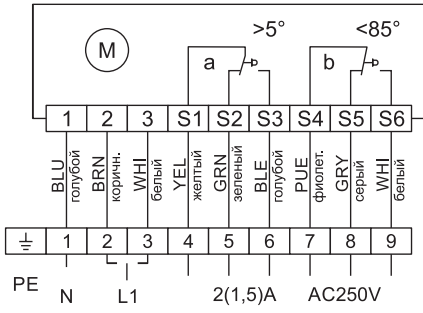 >5° <85°
M a b
1 2 3 S1 S2 S3 S4 S5 S6
BLU
голубой
BRN
коричн.
WHI
белый
YEL
желтый
GRN
зеленый
BLE
голубой
PUE
фиолет.
GRY
серый
WHI
белый
1 2 3 4 5 6 7 8 9
PE N L1 2(1,5)A AC250V